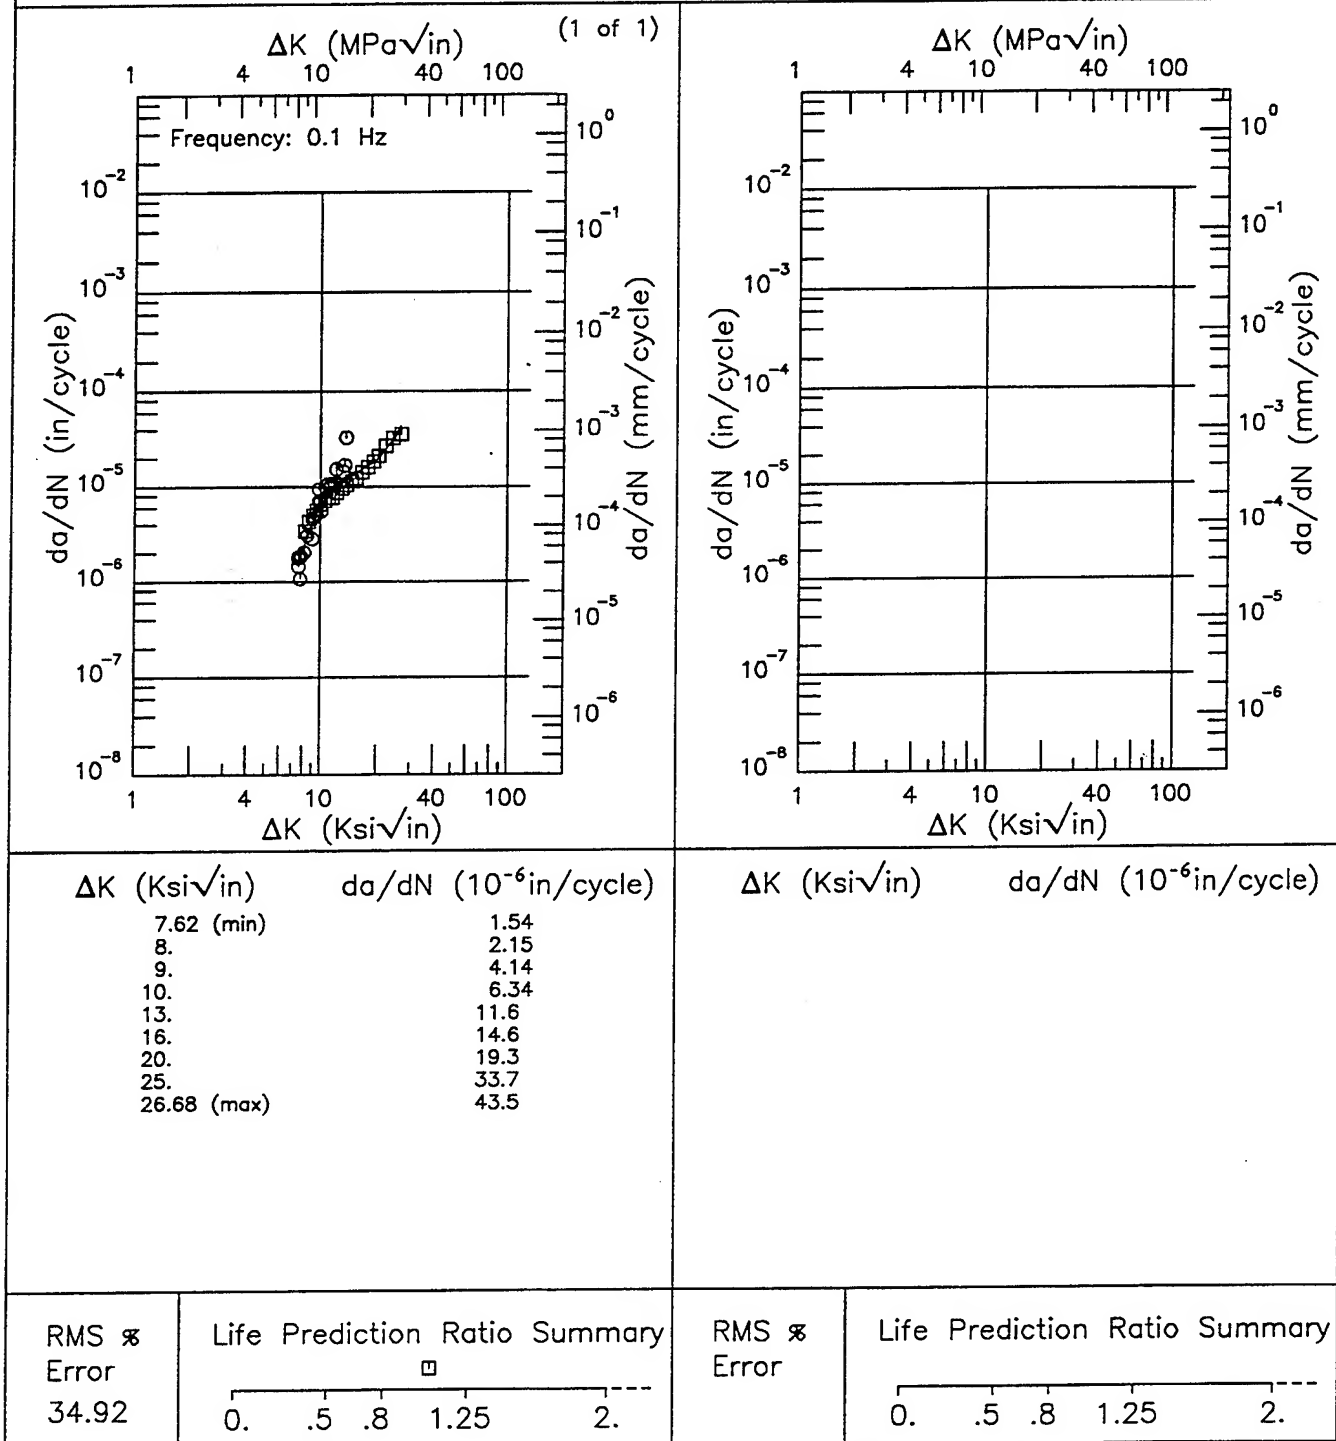 (1 of 1)
ΔK (MPa√in)
1 4 10 40 100
Frequency: 0.1 Hz
10⁰
10⁻²
10⁻¹
10⁻³
10⁻²
10⁻⁴
10⁻³
10⁻⁵
10⁻⁴
10⁻⁶
10⁻⁵
10⁻⁷
10⁻⁶
10⁻⁸
da/dN (in/cycle)
da/dN (mm/cycle)
1 4 10 40 100
ΔK (Ksi√in)
ΔK (MPa√in)
1 4 10 40 100
10⁰
10⁻²
10⁻¹
10⁻³
10⁻²
10⁻⁴
10⁻³
10⁻⁵
10⁻⁴
10⁻⁶
10⁻⁵
10⁻⁷
10⁻⁶
10⁻⁸
da/dN (in/cycle)
da/dN (mm/cycle)
1 4 10 40 100
ΔK (Ksi√in)
ΔK (Ksi√in) da/dN (10⁻⁶in/cycle)
7.62 (min) 1.54
8. 2.15
9. 4.14
10. 6.34
13. 11.6
16. 14.6
20. 19.3
25. 33.7
26.68 (max) 43.5
ΔK (Ksi√in) da/dN (10⁻⁶in/cycle)
RMS %
Error
34.92
Life Prediction Ratio Summary
0. .5 .8 1.25 2.
RMS %
Error
Life Prediction Ratio Summary
0. .5 .8 1.25 2.